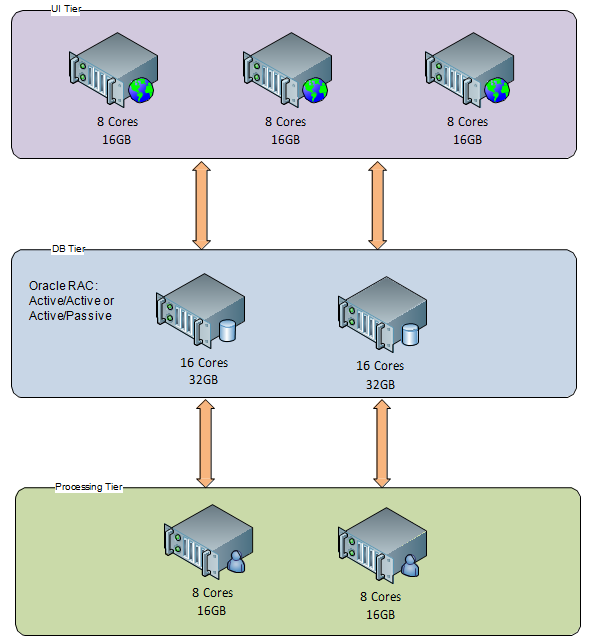 UI Tier
8 Cores
16GB
8 Cores
16GB
8 Cores
16GB
DB Tier
Oracle RAC:
Active/Active or
Active/Passive
16 Cores
32GB
16 Cores
32GB
Processing Tier
8 Cores
16GB
8 Cores
16GB